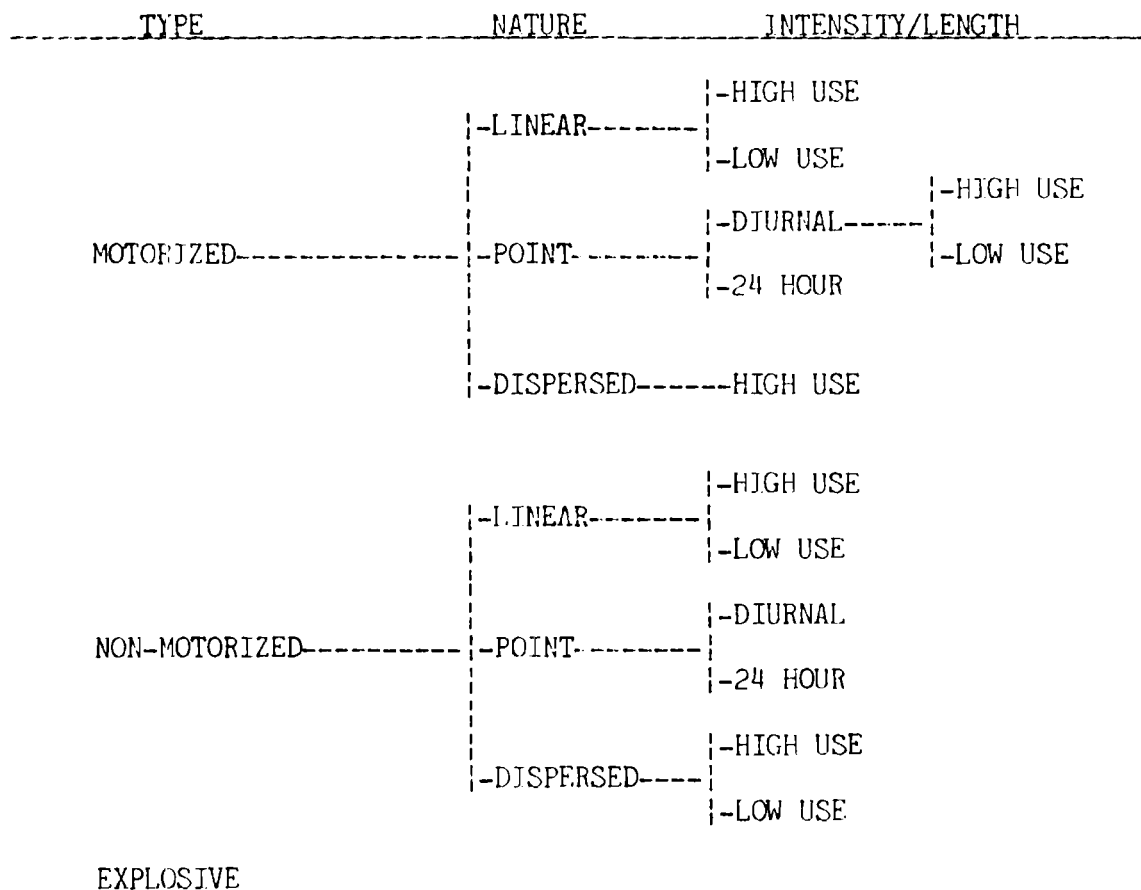 TYPE NATURE INTENSITY/LENGTH
-HIGH USE
-LINEAR
-LOW USE
-HIGH USE
-DIURNAL
MOTORIZED -POINT -LOW USE
-24 HOUR
-DISPERSED -HIGH USE
-HIGH USE
-LINEAR
-LOW USE
-DIURNAL
NON-MOTORIZED -POINT
-24 HOUR
-HIGH USE
-DISPERSED
-LOW USE
EXPLOSIVE